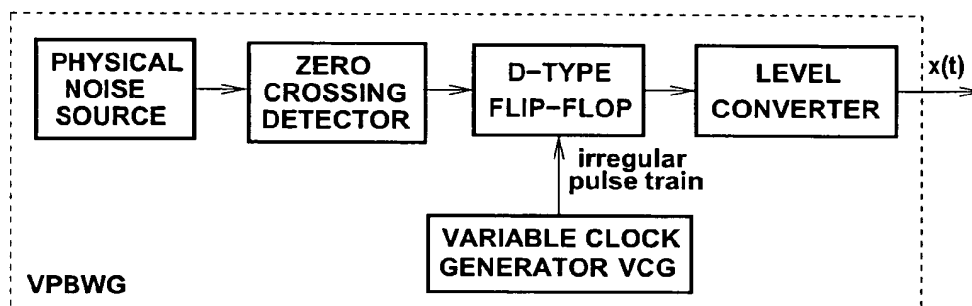 PHYSICAL
NOISE
SOURCE
ZERO
CROSSING
DETECTOR
D-TYPE
FLIP-FLOP
LEVEL
CONVERTER
x(t)
irregular
pulse train
VARIABLE CLOCK
GENERATOR VCG
VPBWG